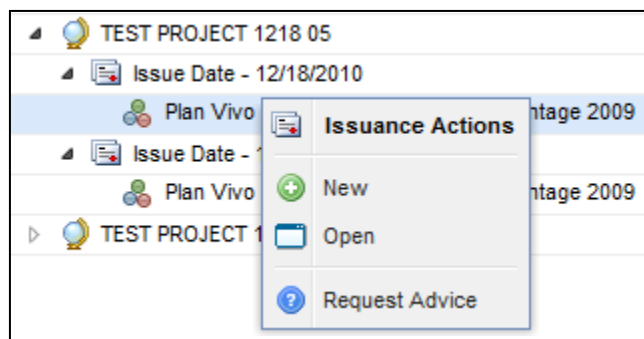 TEST PROJECT 1218 05
Issue Date - 12/18/2010
Plan Vivo ntage 2009
Issue Date -
Plan Vivo ntage 2009
TEST PROJECT 1
Issuance Actions
New
Open
Request Advice